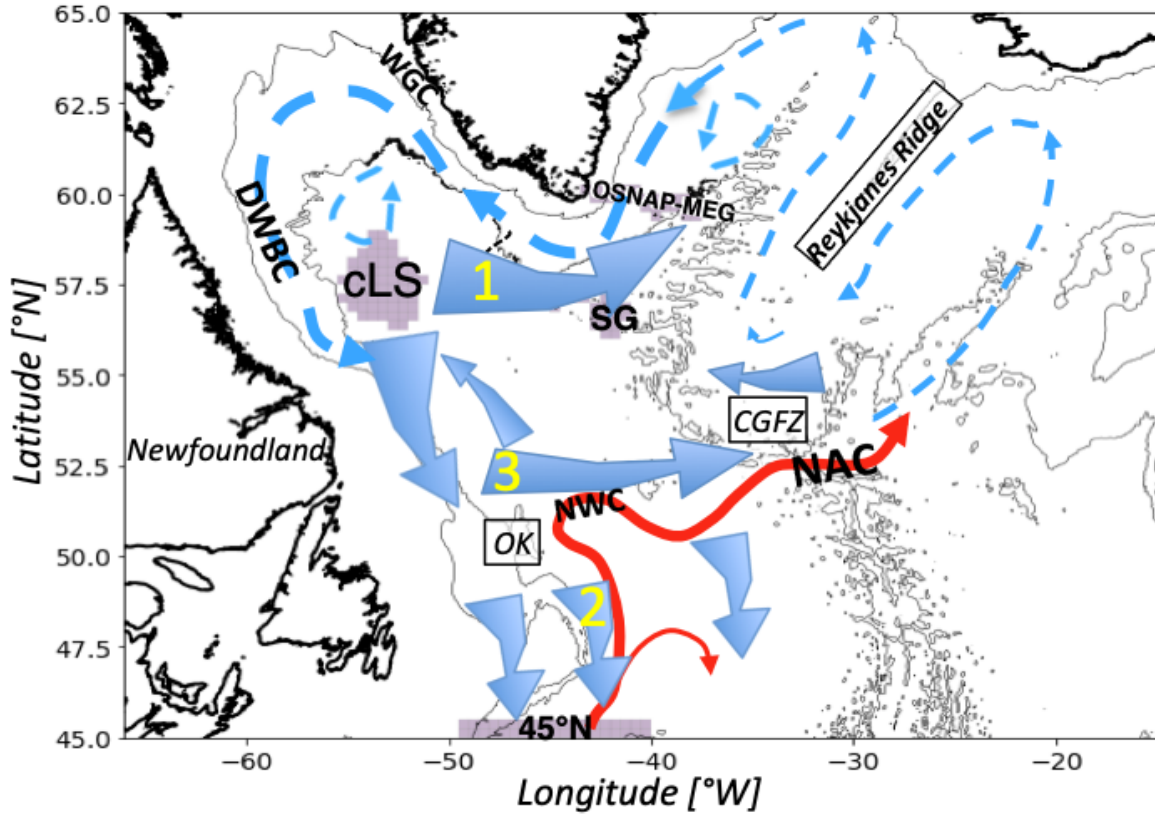 65.0
62.5
60.0
57.5
55.0
52.5
50.0
47.5
45.0
Latitude [°N]
WGC
DWBC
OSNAP-MEG
Reykjanes Ridge
cLS
1
SG
CGFZ
Newfoundland
3
NWC
NAC
OK
2
45°N
−60
−50
−40
−30
−20
Longitude [°W]